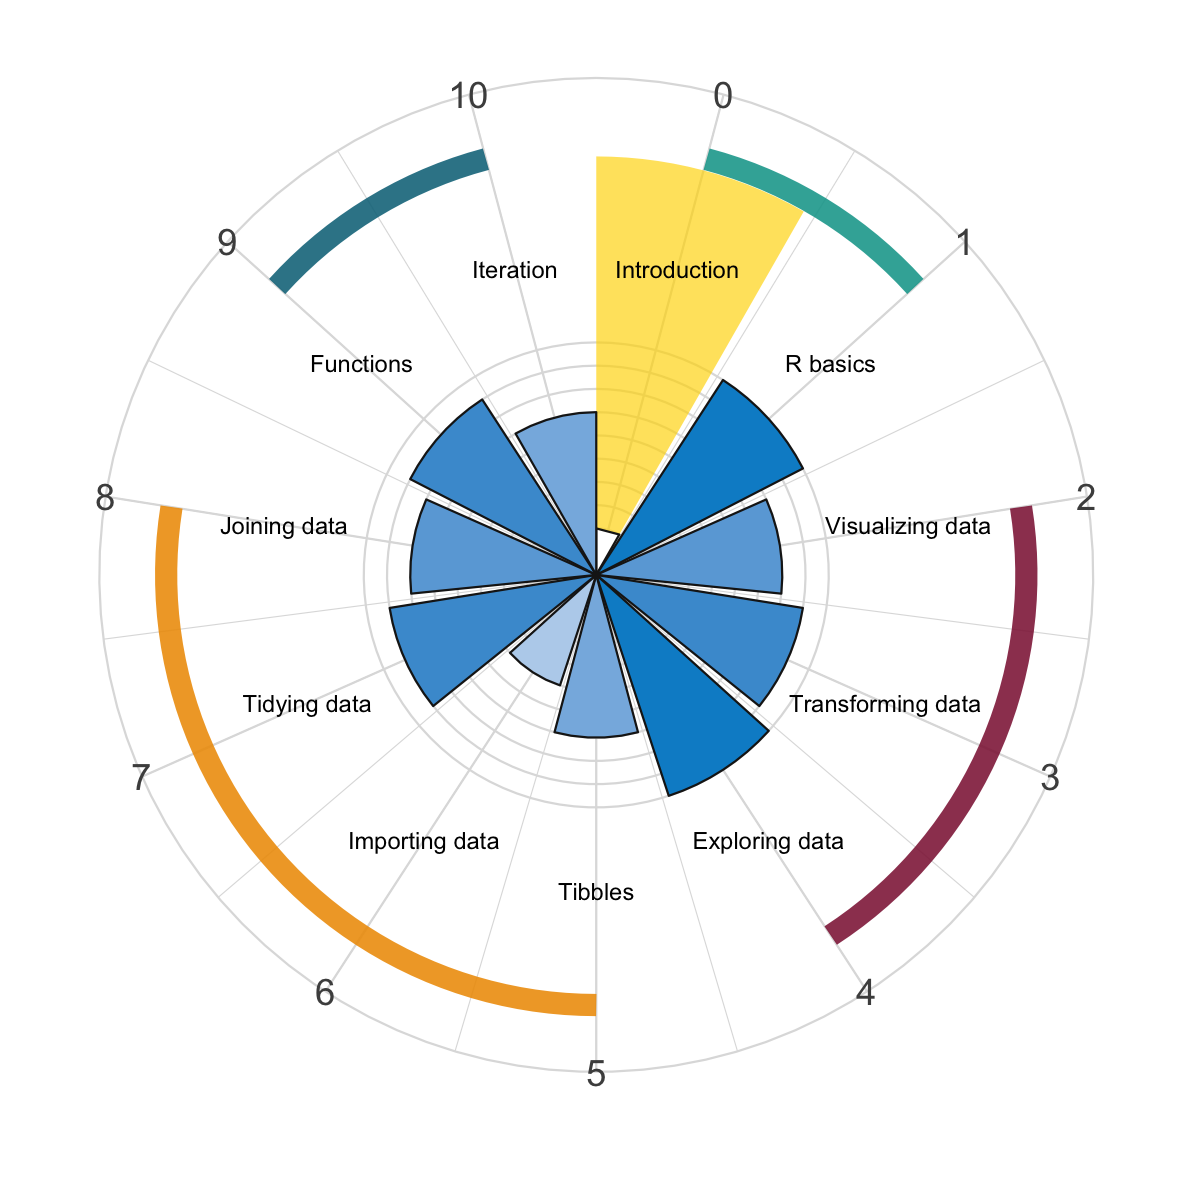 10
0
9
1
Iteration
Introduction
Functions
R basics
8
2
Joining data
Visualizing data
Tidying data
Transforming data
7
3
Importing data
Exploring data
Tibbles
6
4
5